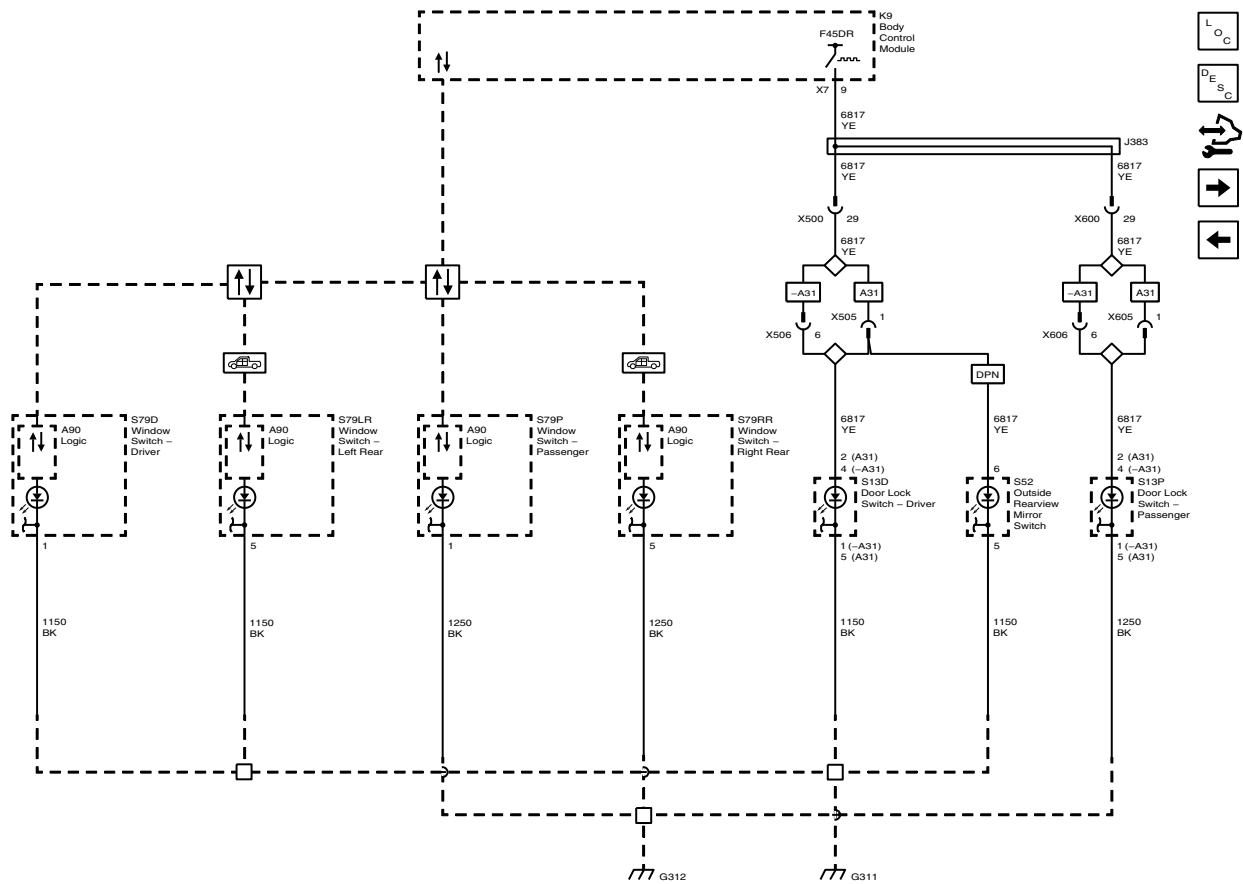 K9
Body
Control
Module
F45DR
X7 9
6817
YE
J383
6817
YE
6817
YE
X500 29
X600 29
6817
YE
6817
YE
–A31
A31
–A31
A31
X505 1
X605 1
X506 6
X606 6
DPN
S79D
Window
Switch –
Driver
A90
Logic
S79LR
Window
Switch –
Left Rear
A90
Logic
S79P
Window
Switch –
Passenger
A90
Logic
S79RR
Window
Switch –
Right Rear
A90
Logic
6817
YE
6817
YE
6817
YE
2 (A31)
4 (–A31)
6
2 (A31)
4 (–A31)
S13D
Door Lock
Switch – Driver
S52
Outside
Rearview
Mirror
Switch
S13P
Door Lock
Switch –
Passenger
1
5
1
5
1 (–A31)
5 (A31)
5
1 (–A31)
5 (A31)
1150
BK
1150
BK
1250
BK
1250
BK
1150
BK
1150
BK
1250
BK
G312
G311
L
O
C
D
E
S
C